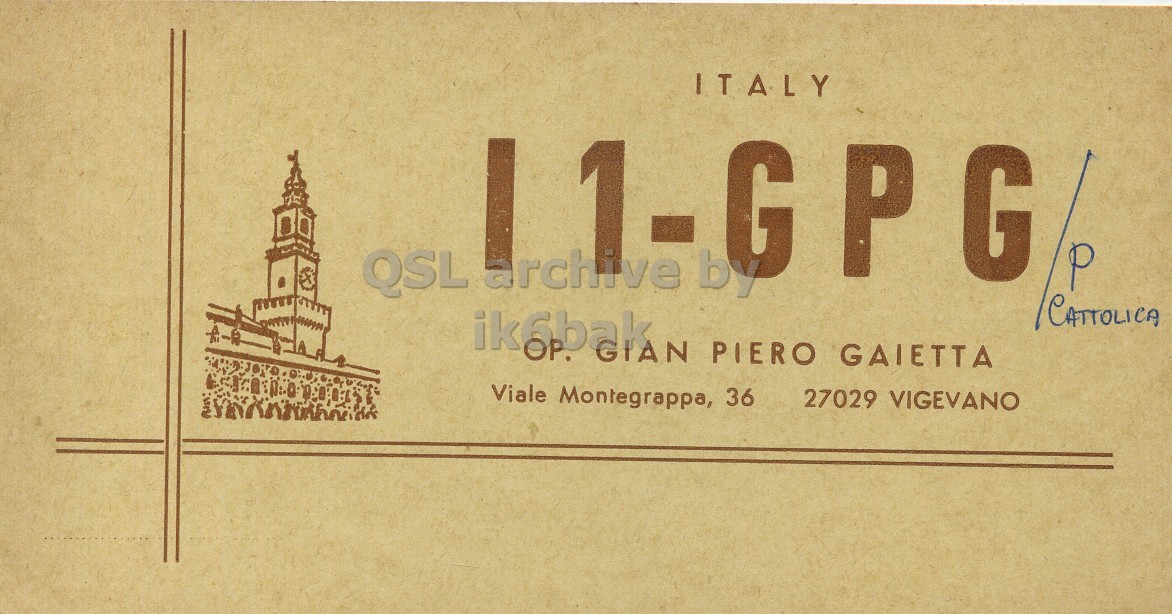 ITALY
I1-GPG/P
CATTOLICA
QSL archive by
ik6bak
OP. GIAN PIERO GAIETTA
Viale Montegrappa, 36 27029 VIGEVANO